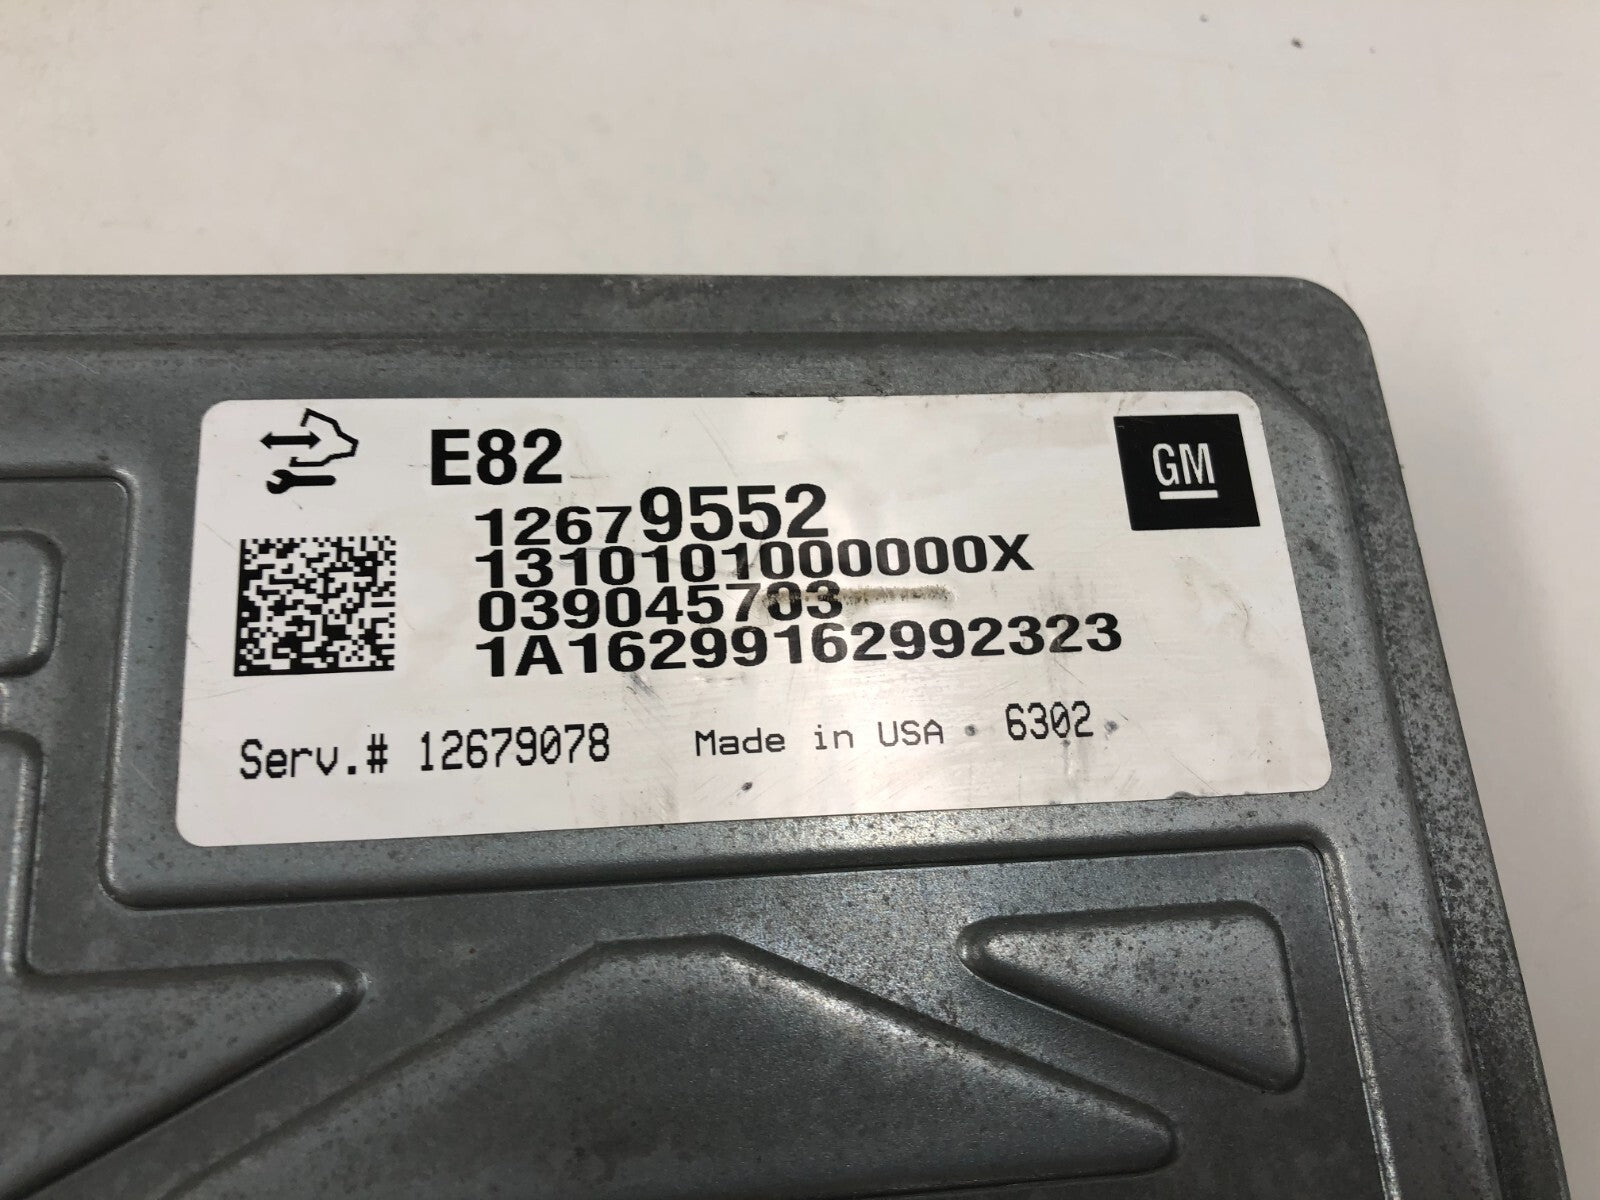 E82
GM
12679552
1310101000000X
039045703
1A16299162992323
Serv.# 12679078 Made in USA • 6302 •